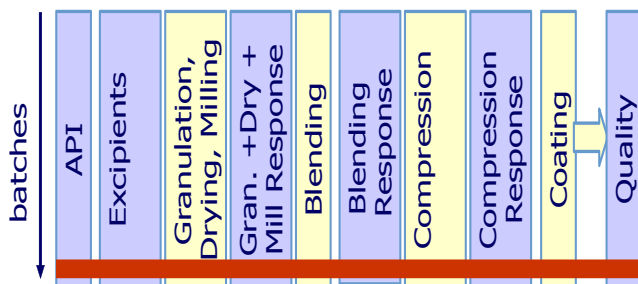 batches
API
Excipients
Granulation,
Drying, Milling
Gran. +Dry +
Mill Response
Blending
Blending
Response
Compression
Compression
Response
Coating
Quality